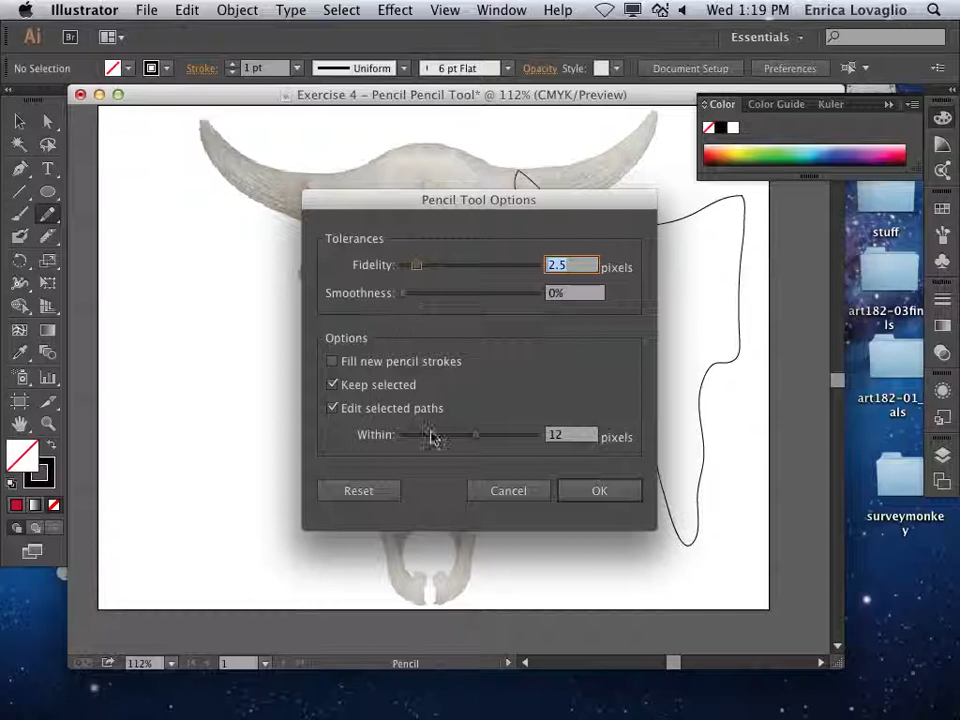 Illustrator File Edit Object Type Select Effect View Window Help Wed 1:19 PM Enrica Lovaglio
Ai Br Essentials
No Selection Stroke: 1 pt Uniform 6 pt Flat Opacity Style: Document Setup Preferences
Exercise 4 – Pencil Pencil Tool* @ 112% (CMYK/Preview)
Color Color Guide Kuler
Pencil Tool Options
Tolerances
Fidelity: 2.5 pixels
Smoothness: 0%
Options
Fill new pencil strokes
Keep selected
Edit selected paths
Within: 12 pixels
Reset Cancel OK
stuff
art182-03fin
ls
art182-01_
als
surveymonke
y
112% 1 Pencil